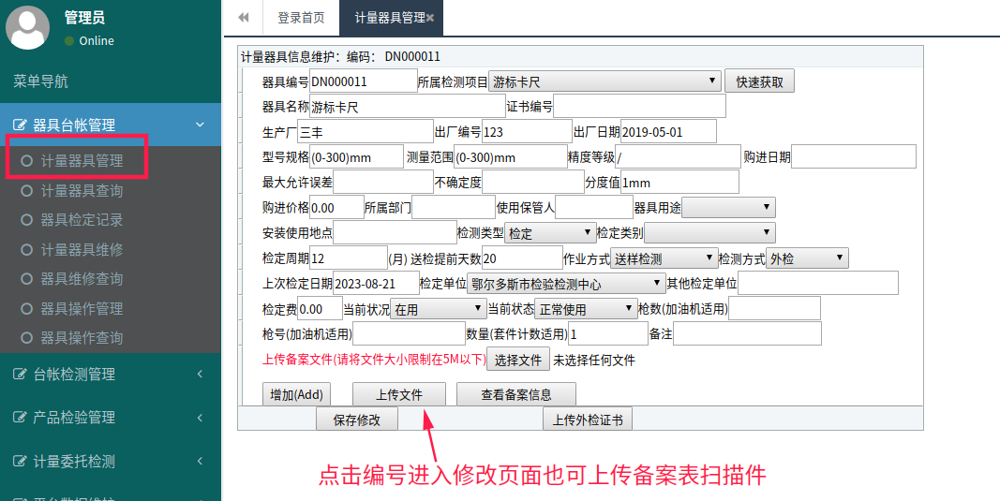 管理员
Online
菜单导航
器具台帐管理
计量器具管理
计量器具查询
器具检定记录
计量器具维修
器具维修查询
器具操作管理
器具操作查询
台帐检测管理
产品检验管理
计量委托检测
登录首页 计量器具管理
计量器具信息维护：编码： DN000011
器具编号 DN000011 所属检测项目 游标卡尺 快速获取
器具名称 游标卡尺 证书编号
生产厂 三丰 出厂编号 123 出厂日期 2019-05-01
型号规格 (0-300)mm 测量范围 (0-300)mm 精度等级 / 购进日期
最大允许误差 不确定度 分度值 1mm
购进价格 0.00 所属部门 使用保管人 器具用途
安装使用地点 检测类型 检定 检定类别
检定周期 12 (月) 送检提前天数 20 作业方式 送样检测 检测方式 外检
上次检定日期 2023-08-21 检定单位 鄂尔多斯市检验检测中心 其他检定单位
检定费 0.00 当前状况 在用 当前状态 正常使用 枪数(加油机适用)
枪号(加油机适用) 数量(套件计数适用) 1 备注
上传备案文件(请将文件大小限制在5M以下) 选择文件 未选择任何文件
增加(Add) 上传文件 查看备案信息
保存修改 上传外检证书
点击编号进入修改页面也可上传备案表扫描件